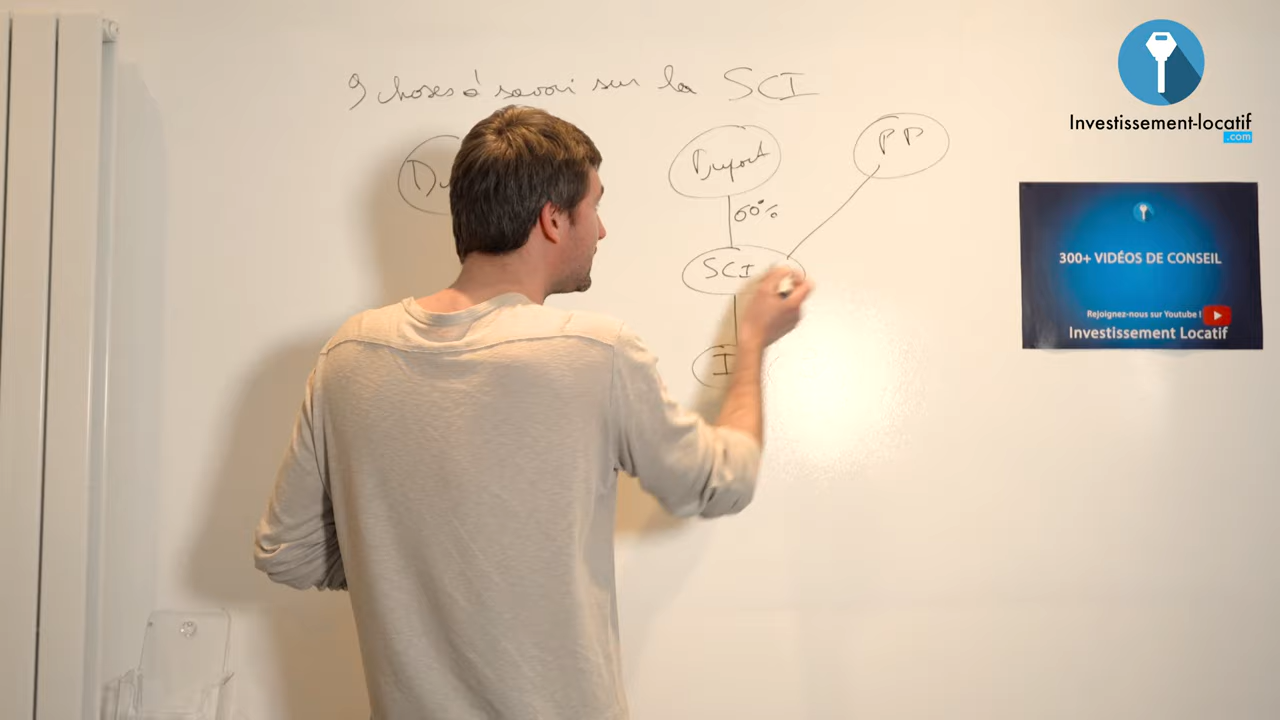 Investissement-locatif
.com
9 choses à savoir sur la SCI
Dupont
PP
60%
SCI
300+ VIDÉOS DE CONSEIL
Rejoignez-nous sur Youtube !
Investissement Locatif